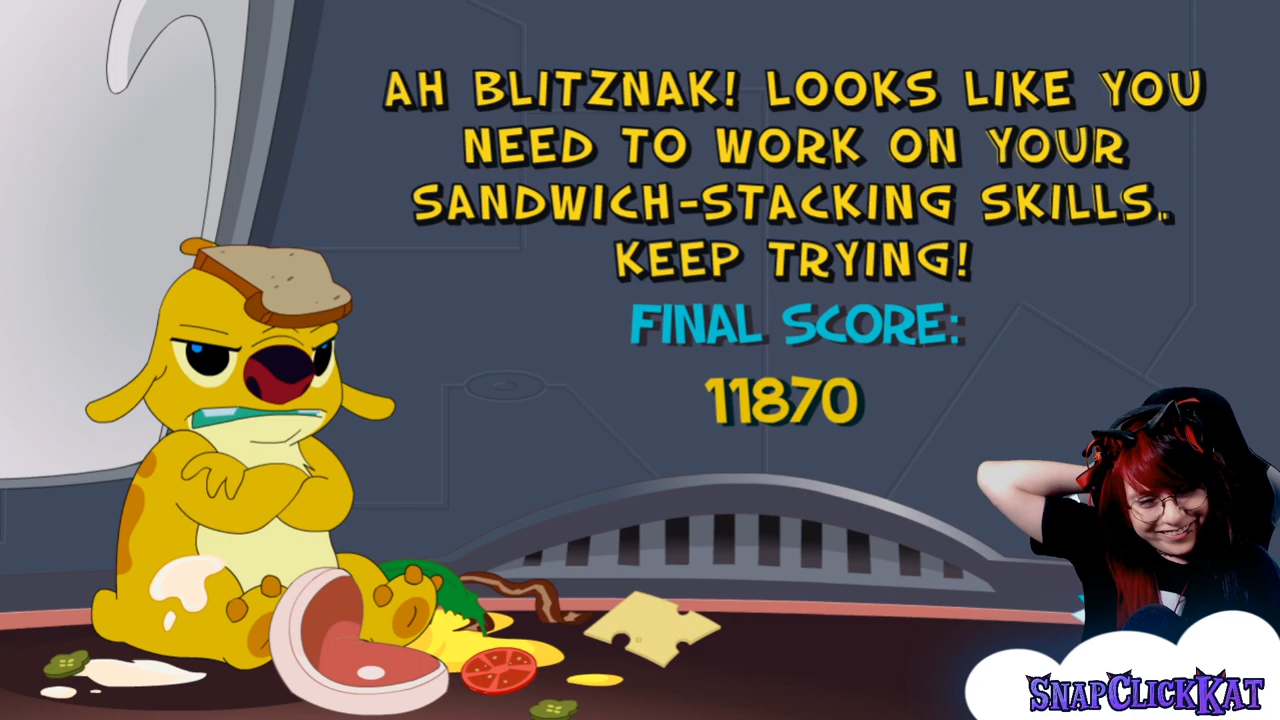 AH BLITZNAK! LOOKS LIKE YOU
NEED TO WORK ON YOUR
SANDWICH-STACKING SKILLS.
KEEP TRYING!
FINAL SCORE:
11870
SNAPCLICKKAT